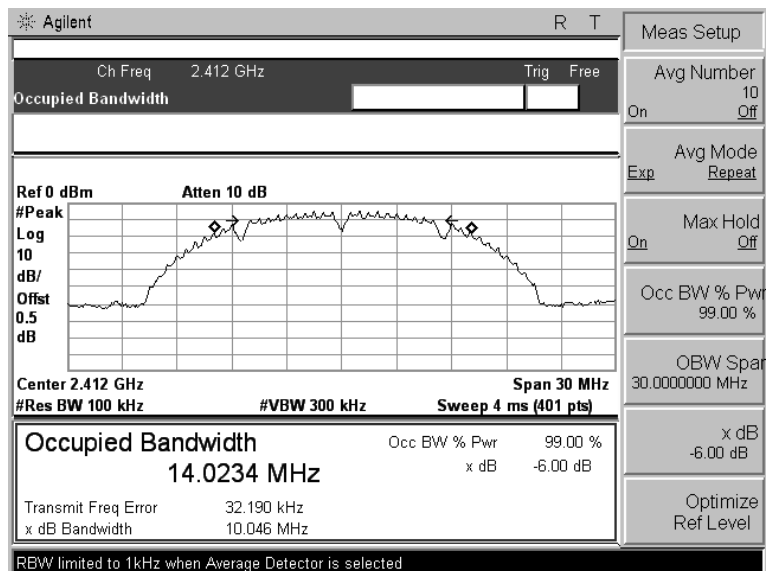 Agilent R T
Ch Freq 2.412 GHz Trig Free
Occupied Bandwidth
Ref 0 dBm Atten 10 dB
#Peak
Log
10
dB/
Offst
0.5
dB
Center 2.412 GHz Span 30 MHz
#Res BW 100 kHz #VBW 300 kHz Sweep 4 ms (401 pts)
Occupied Bandwidth Occ BW % Pwr 99.00 %
14.0234 MHz x dB -6.00 dB
Transmit Freq Error 32.190 kHz
x dB Bandwidth 10.046 MHz
RBW limited to 1kHz when Average Detector is selected
Meas Setup
Avg Number
10
On Off
Avg Mode
Exp Repeat
Max Hold
On Off
Occ BW % Pwr
99.00 %
OBW Span
30.0000000 MHz
x dB
-6.00 dB
Optimize
Ref Level